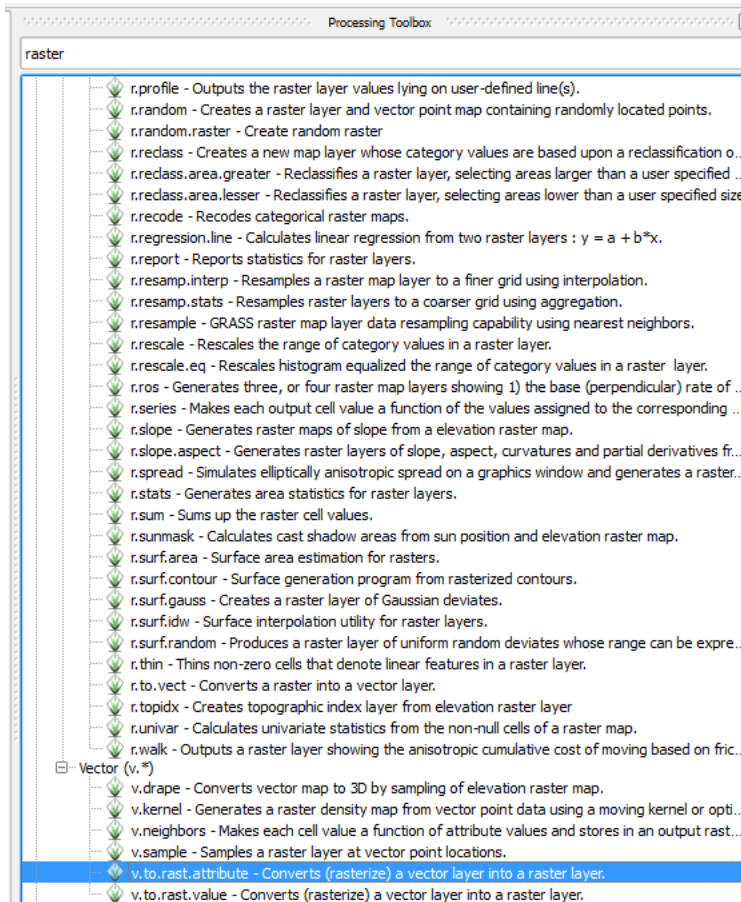 Processing Toolbox
raster
r.profile - Outputs the raster layer values lying on user-defined line(s).
r.random - Creates a raster layer and vector point map containing randomly located points.
r.random.raster - Create random raster
r.reclass - Creates a new map layer whose category values are based upon a reclassification o...
r.reclass.area.greater - Reclassifies a raster layer, selecting areas larger than a user specified ...
r.reclass.area.lesser - Reclassifies a raster layer, selecting areas lower than a user specified size
r.recode - Recodes categorical raster maps.
r.regression.line - Calculates linear regression from two raster layers : y = a + b*x.
r.report - Reports statistics for raster layers.
r.resamp.interp - Resamples a raster map layer to a finer grid using interpolation.
r.resamp.stats - Resamples raster layers to a coarser grid using aggregation.
r.resample - GRASS raster map layer data resampling capability using nearest neighbors.
r.rescale - Rescales the range of category values in a raster layer.
r.rescale.eq - Rescales histogram equalized the range of category values in a raster layer.
r.ros - Generates three, or four raster map layers showing 1) the base (perpendicular) rate of ...
r.series - Makes each output cell value a function of the values assigned to the corresponding ...
r.slope - Generates raster maps of slope from a elevation raster map.
r.slope.aspect - Generates raster layers of slope, aspect, curvatures and partial derivatives fr...
r.spread - Simulates elliptically anisotropic spread on a graphics window and generates a raster...
r.stats - Generates area statistics for raster layers.
r.sum - Sums up the raster cell values.
r.sunmask - Calculates cast shadow areas from sun position and elevation raster map.
r.surf.area - Surface area estimation for rasters.
r.surf.contour - Surface generation program from rasterized contours.
r.surf.gauss - Creates a raster layer of Gaussian deviates.
r.surf.idw - Surface interpolation utility for raster layers.
r.surf.random - Produces a raster layer of uniform random deviates whose range can be expre...
r.thin - Thins non-zero cells that denote linear features in a raster layer.
r.to.vect - Converts a raster into a vector layer.
r.topidx - Creates topographic index layer from elevation raster layer
r.univar - Calculates univariate statistics from the non-null cells of a raster map.
r.walk - Outputs a raster layer showing the anisotropic cumulative cost of moving based on fric...
Vector (v.*)
v.drape - Converts vector map to 3D by sampling of elevation raster map.
v.kernel - Generates a raster density map from vector point data using a moving kernel or opti...
v.neighbors - Makes each cell value a function of attribute values and stores in an output rast...
v.sample - Samples a raster layer at vector point locations.
v.to.rast.attribute - Converts (rasterize) a vector layer into a raster layer.
v.to.rast.value - Converts (rasterize) a vector layer into a raster layer.